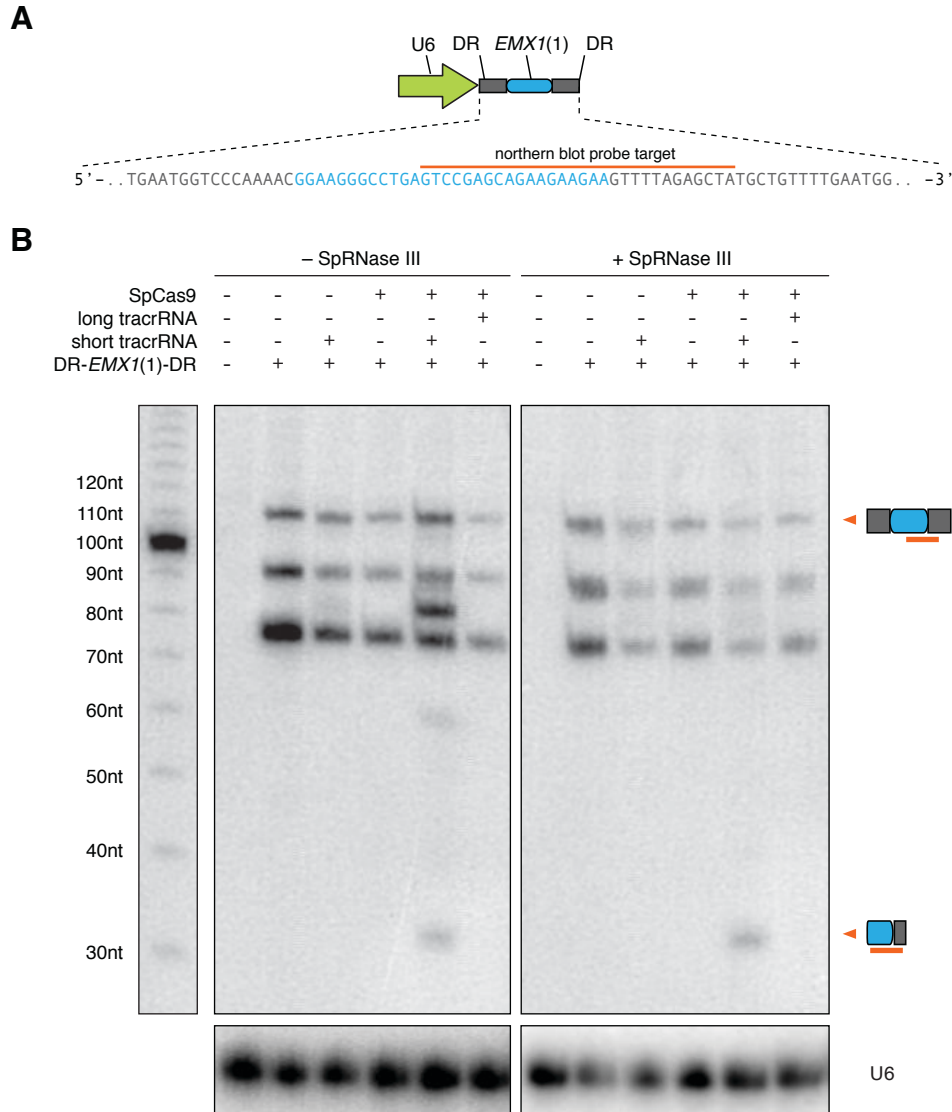 A
U6 DR EMX1(1) DR
northern blot probe target
5’-..TGAATGGTCCCAAAACGGAAGGGCCTGAGTCCGAGCAGAAGAAGAAGTTTTAGAGCTATGCTGTTTTGAATGG.. -3’
B
– SpRNase III + SpRNase III
SpCas9 - - - + + + - - - + + +
long tracrRNA - - - - - + - - - - - +
short tracrRNA - - + - + - - - + - + -
DR-EMX1(1)-DR - + + + + + - + + + + +
120nt
110nt
100nt
90nt
80nt
70nt
60nt
50nt
40nt
30nt
U6